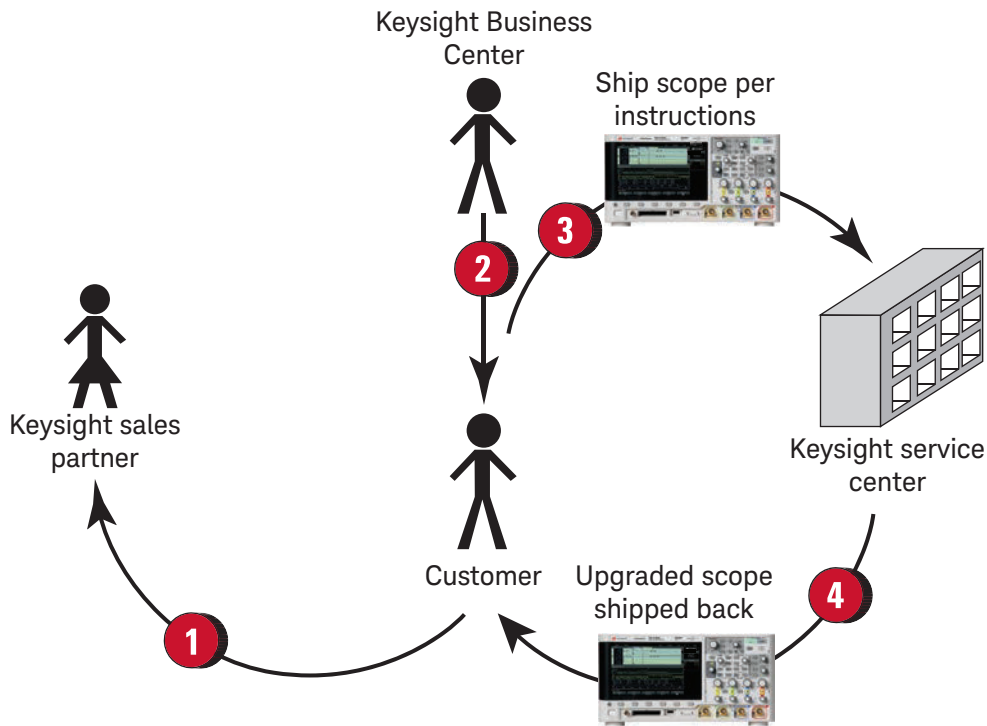 Keysight Business
Center
Ship scope per
instructions
3
2
Keysight sales
partner
Keysight service
center
Customer
Upgraded scope
shipped back
4
1